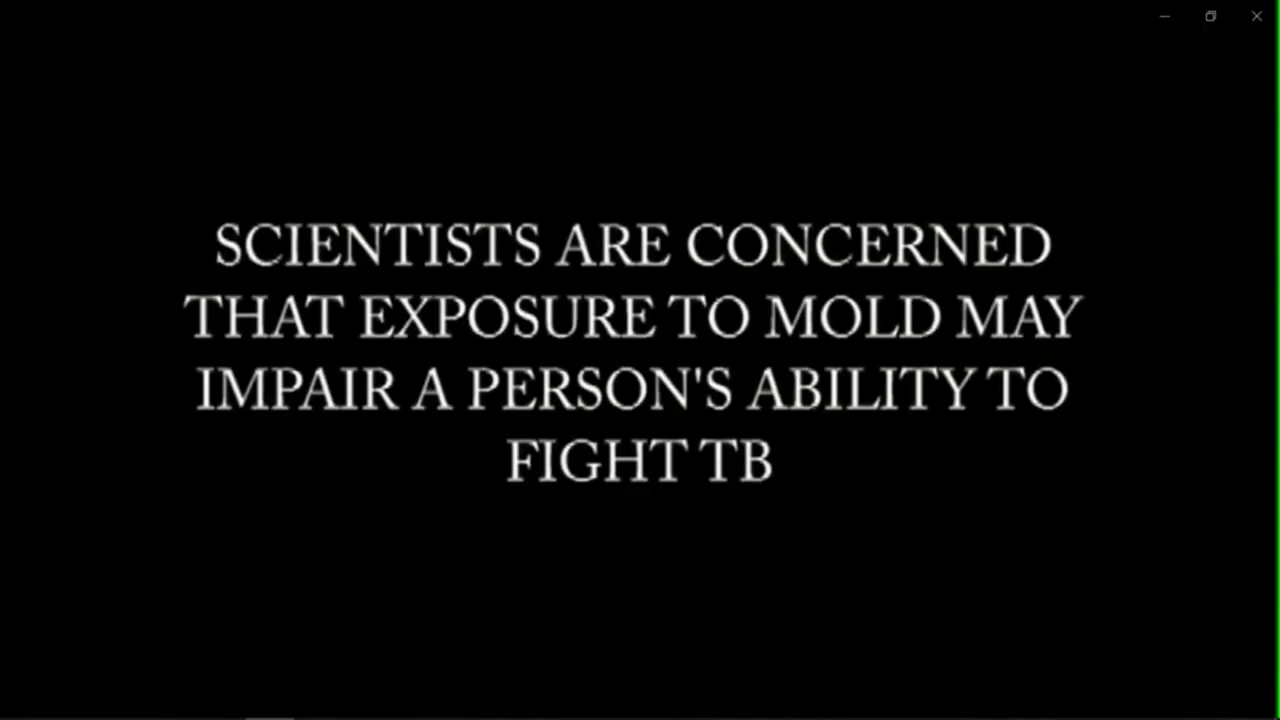 SCIENTISTS ARE CONCERNED
THAT EXPOSURE TO MOLD MAY
IMPAIR A PERSON'S ABILITY TO
FIGHT TB